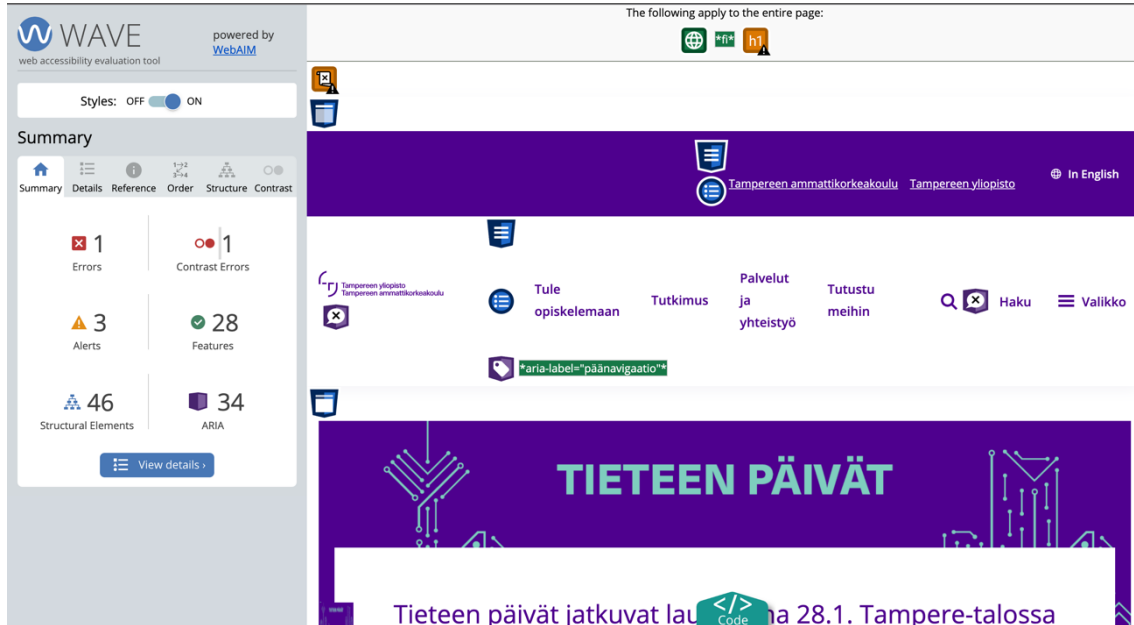 WAVE
web accessibility evaluation tool
powered by
WebAIM
Styles: OFF ON
Summary
Summary Details Reference Order Structure Contrast
1
Errors
1
Contrast Errors
3
Alerts
28
Features
46
Structural Elements
34
ARIA
View details ›
The following apply to the entire page:
*fi* h1
Tampereen ammattikorkeakoulu Tampereen yliopisto
In English
Tampereen yliopisto
Tampereen ammattikorkeakoulu
Tule
opiskelemaan
Tutkimus
Palvelut
ja
yhteistyö
Tutustu
meihin
Haku
Valikko
*aria-label="päänavigaatio"*
TIETEEN PÄIVÄT
Tieteen päivät jatkuvat lau na 28.1. Tampere-talossa
</>
Code